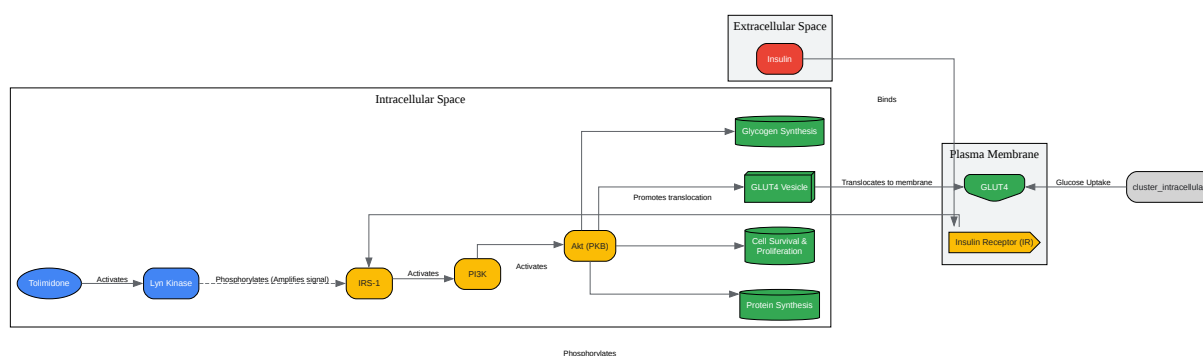 Extracellular Space
Insulin
Intracellular Space
Binds
Glycogen Synthesis
Plasma Membrane
GLUT4 Vesicle
Translocates to membrane
GLUT4
Glucose Uptake
cluster_intracellula
Promotes translocation
Akt (PKB)
Cell Survival &
Proliferation
Insulin Receptor (IR)
Activates
PI3K
Tolimidone
Activates
Lyn Kinase
Phosphorylates (Amplifies signal)
IRS-1
Activates
Protein Synthesis
Phosphorylates